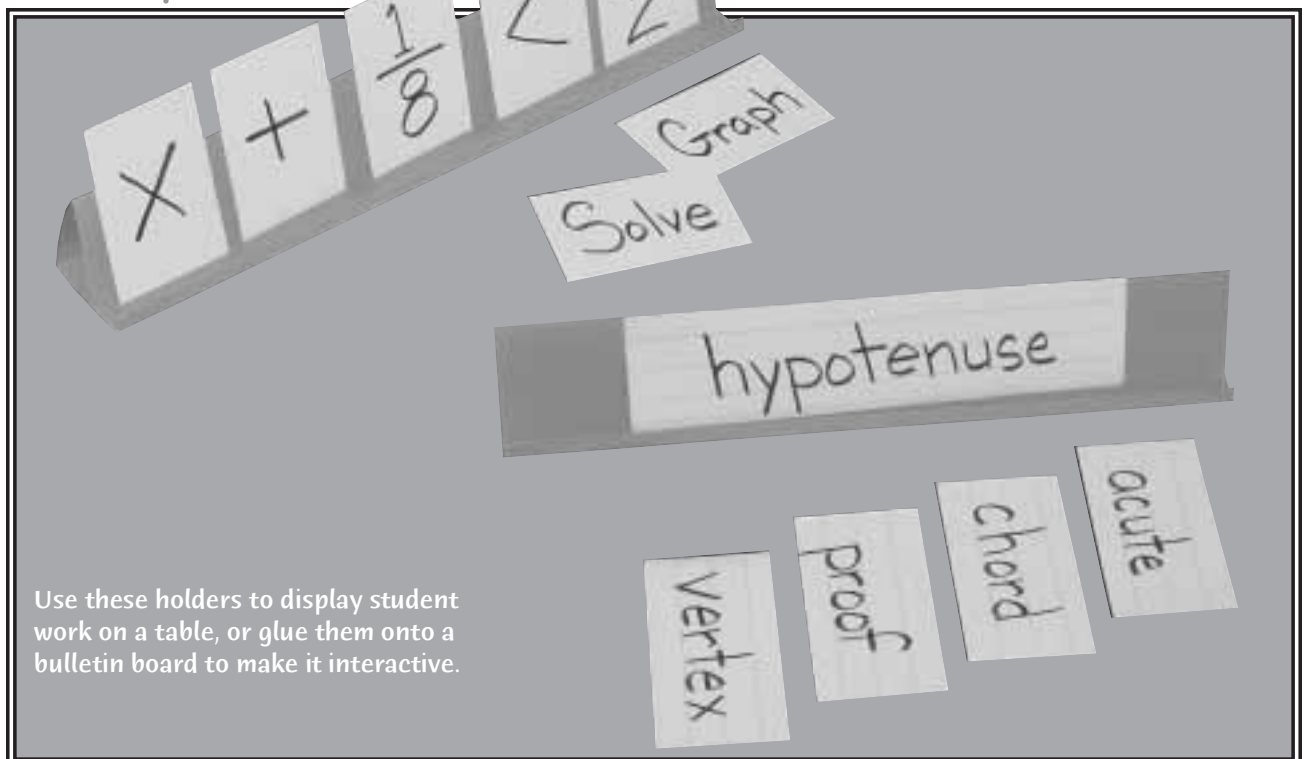 x + 1/8 <
Graph
Solve
hypotenuse
vertex
proof
chord
acute
Use these holders to display student
work on a table, or glue them onto a
bulletin board to make it interactive.